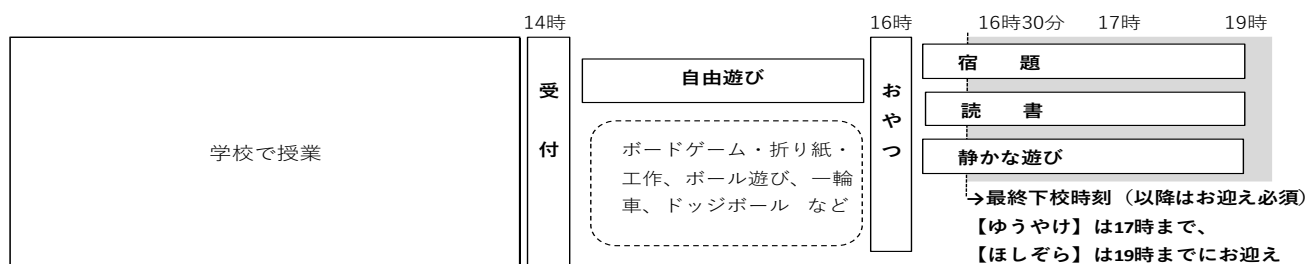 14時
16時
16時30分
17時
19時
学校で授業
受付
自由遊び
ボードゲーム・折り紙・
工作、ボール遊び、一輪
車、ドッジボール など
おやつ
宿 題
読 書
静かな遊び
→最終下校時刻（以降はお迎え必須）
【ゆうやけ】は17時まで、
【ほしぞら】は19時までにお迎え